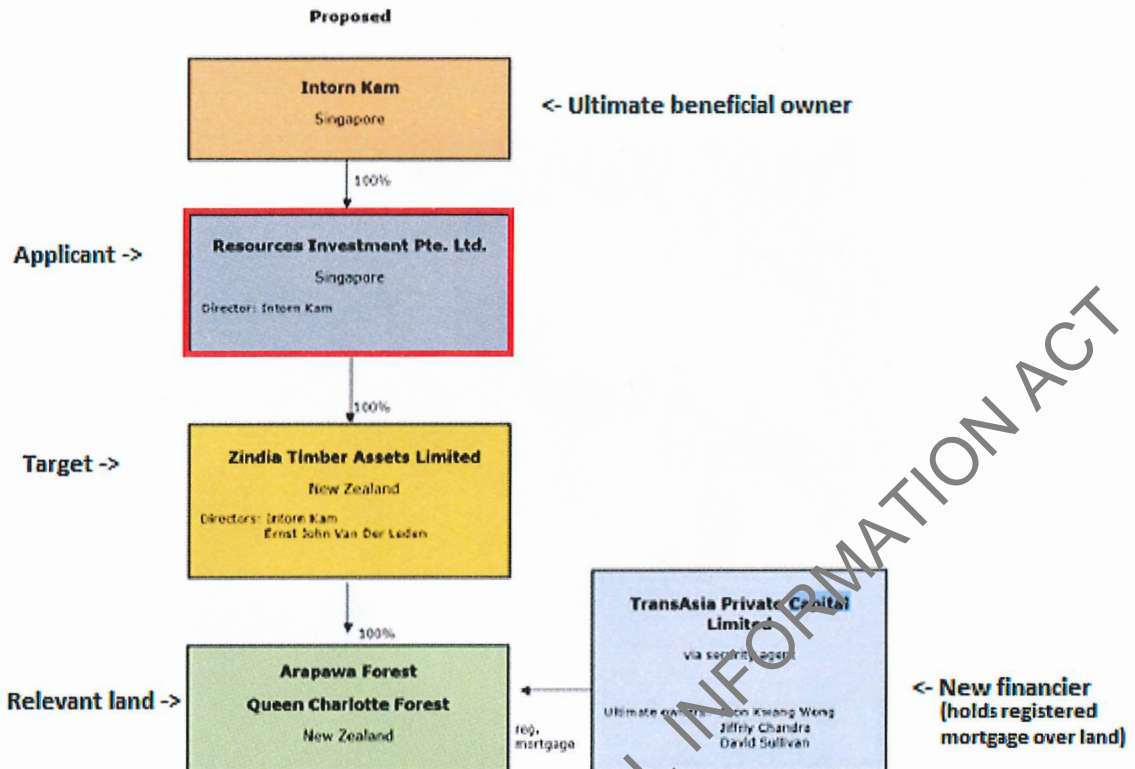 Proposed
Intorn Kam
Singapore
<- Ultimate beneficial owner
100%
Applicant ->
Resources Investment Pte. Ltd.
Singapore
Director: Intorn Kam
100%
Target ->
Zindia Timber Assets Limited
New Zealand
Directors: Intorn Kam
Ernst John Van Der Leden
100%
Relevant land ->
Arapawa Forest
Queen Charlotte Forest
New Zealand
reg.
mortgage
TransAsia Private Capital
Limited
via security agent
Ultimate owners: Kwang Wong
Jiffriy Chandra
David Sullivan
<- New financier
(holds registered
mortgage over land)
INFORMATION ACT